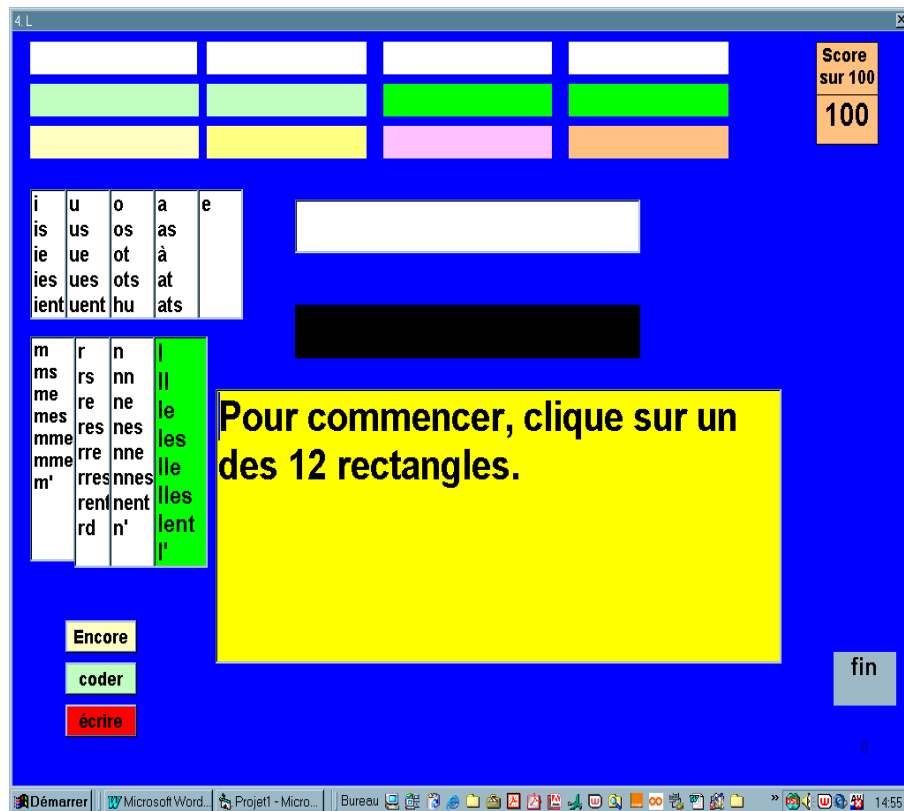 4. L
Score
sur 100
100
i
is
ie
ies
ient
u
us
ue
ues
uent
o
os
ot
ots
hu
a
as
à
at
ats
e
m
ms
me
mes
mme
mme
m'
r
rs
re
res
rre
rres
rent
rd
n
nn
ne
nes
nne
nnes
nent
n'
l
ll
le
les
lle
lles
lent
l'
Pour commencer, clique sur un
des 12 rectangles.
Encore
coder
écrire
fin
Démarrer Microsoft Word... Projet1 - Micro... Bureau » 14:55